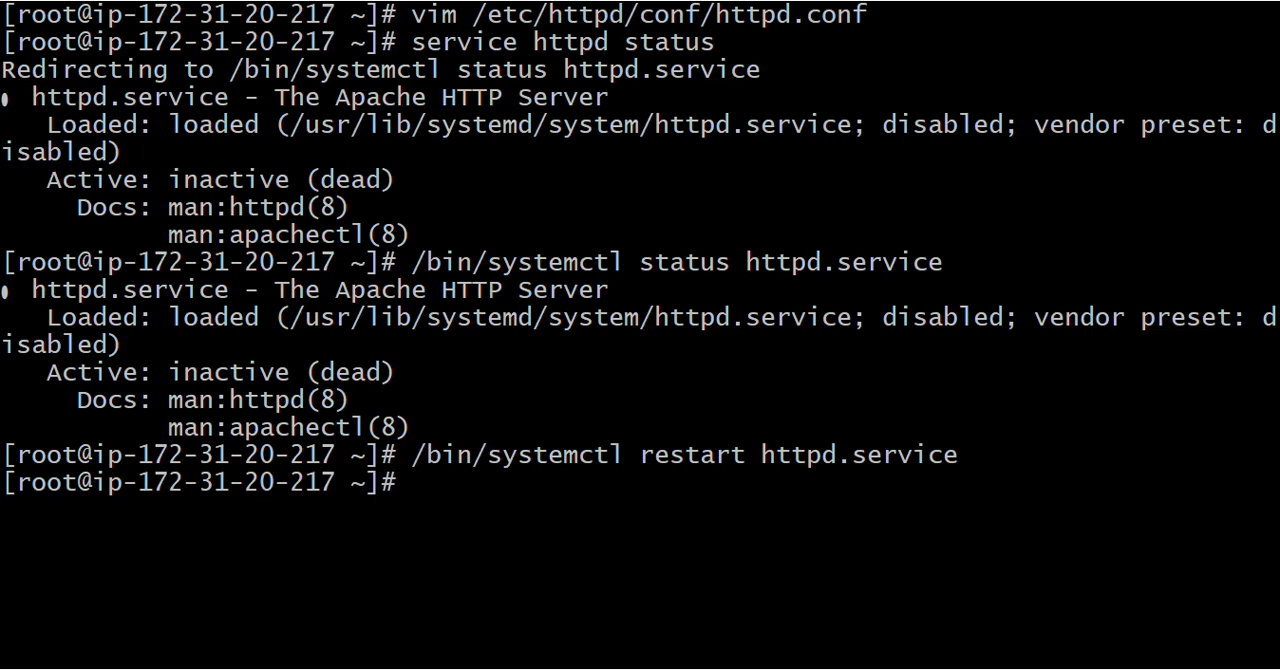 [root@ip-172-31-20-217 ~]# vim /etc/httpd/conf/httpd.conf
[root@ip-172-31-20-217 ~]# service httpd status
Redirecting to /bin/systemctl status httpd.service
● httpd.service - The Apache HTTP Server
   Loaded: loaded (/usr/lib/systemd/system/httpd.service; disabled; vendor preset: d
isabled)
   Active: inactive (dead)
     Docs: man:httpd(8)
           man:apachectl(8)
[root@ip-172-31-20-217 ~]# /bin/systemctl status httpd.service
● httpd.service - The Apache HTTP Server
   Loaded: loaded (/usr/lib/systemd/system/httpd.service; disabled; vendor preset: d
isabled)
   Active: inactive (dead)
     Docs: man:httpd(8)
           man:apachectl(8)
[root@ip-172-31-20-217 ~]# /bin/systemctl restart httpd.service
[root@ip-172-31-20-217 ~]#